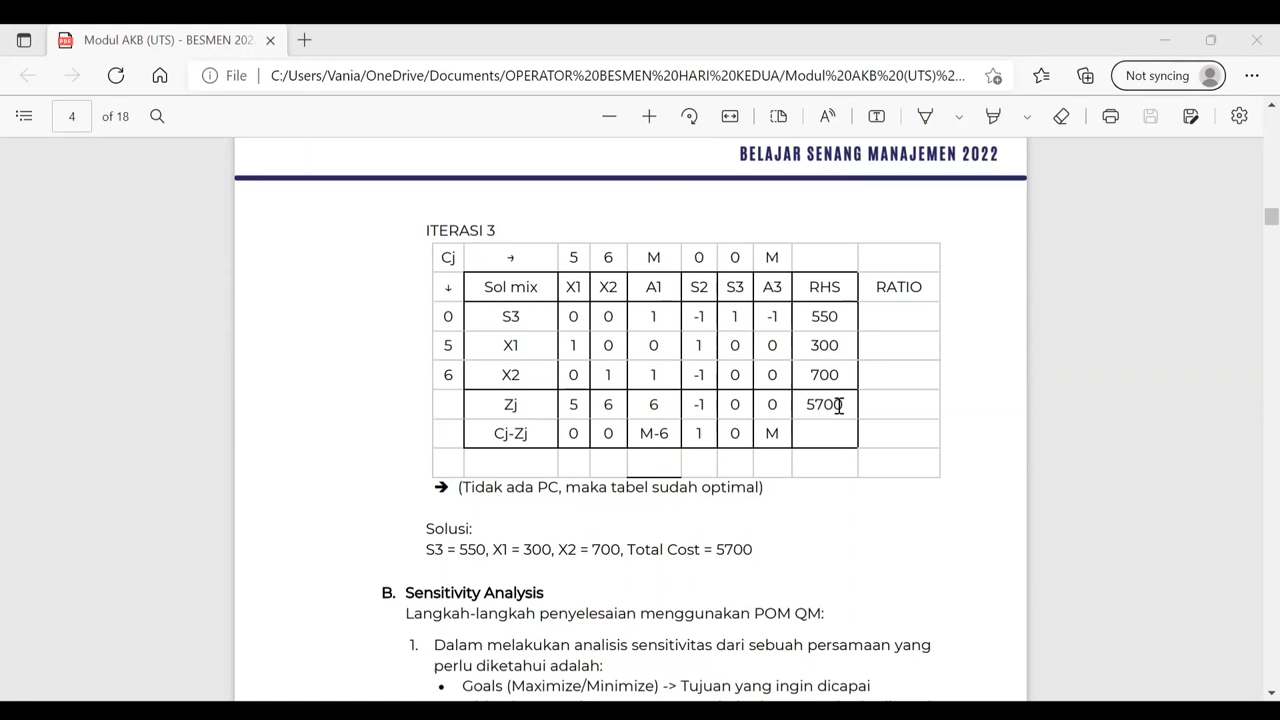 Modul AKB (UTS) - BESMEN 202
File
C:/Users/Vania/OneDrive/Documents/OPERATOR%20BESMEN%20HARI%20KEDUA/Modul%20AKB%20(UTS)%2...
Not syncing
4 of 18
BELAJAR SENANG MANAJEMEN 2022
ITERASI 3
Cj → 5 6 M 0 0 M
↓ Sol mix X1 X2 A1 S2 S3 A3 RHS RATIO
0 S3 0 0 1 -1 1 -1 550
5 X1 1 0 0 1 0 0 300
6 X2 0 1 1 -1 0 0 700
Zj 5 6 6 -1 0 0 5700
Cj-Zj 0 0 M-6 1 0 M
➔ (Tidak ada PC, maka tabel sudah optimal)
Solusi:
S3 = 550, X1 = 300, X2 = 700, Total Cost = 5700
B. Sensitivity Analysis
Langkah-langkah penyelesaian menggunakan POM QM:
1. Dalam melakukan analisis sensitivitas dari sebuah persamaan yang
perlu diketahui adalah:
• Goals (Maximize/Minimize) -> Tujuan yang ingin dicapai